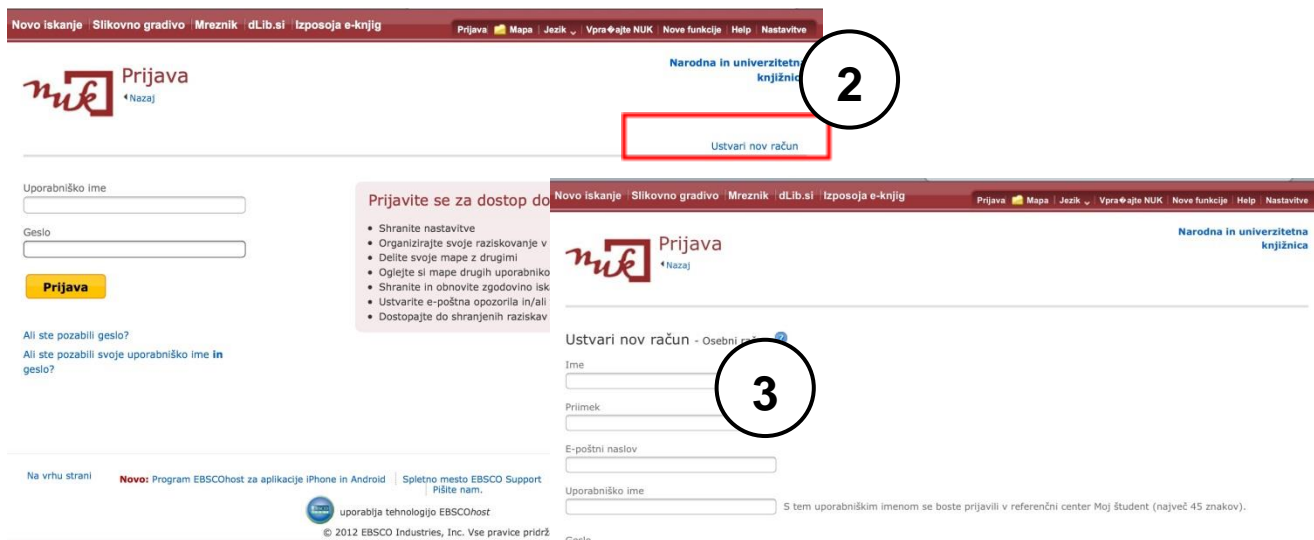 Novo iskanje Slikovno gradivo Mreznik dLib.si Izposoja e-knjig
Prijava Mapa Jezik Vpra�ajte NUK Nove funkcije Help Nastavitve
nuk
Prijava
Nazaj
Narodna in univerzitetna
knjižnica
2
Ustvari nov račun
Uporabniško ime
Geslo
Prijava
Ali ste pozabili geslo?
Ali ste pozabili svoje uporabniško ime in
geslo?
Prijavite se za dostop do
• Shranite nastavitve
• Organizirajte svoje raziskovanje v
• Delite svoje mape z drugimi
• Oglejte si mape drugih
• Shranite in obnovite zgodovino
• Ustvarite e-poštna opozorila in/ali
• Dostopajte do shranjenih raziskav
Na vrhu strani
Novo: Program EBSCOhost za aplikacije iPhone in Android Spletno mesto EBSCO Support
Pišite nam.
uporablja tehnologijo EBSCOhost
© 2012 EBSCO Industries, Inc. Vse pravice
Novo iskanje Slikovno gradivo Mreznik dLib.si Izposoja e-knjig
Prijava Mapa Jezik Vpra�ajte NUK Nove funkcije Help Nastavitve
nuk
Prijava
Nazaj
Narodna in univerzitetna
knjižnica
Ustvari nov račun - Osebni ?
Ime
3
Priimek
E-poštni naslov
Uporabniško ime
S tem uporabniškim imenom se boste prijavili v referenčni center Moj študent (največ 45 znakov).
Geslo